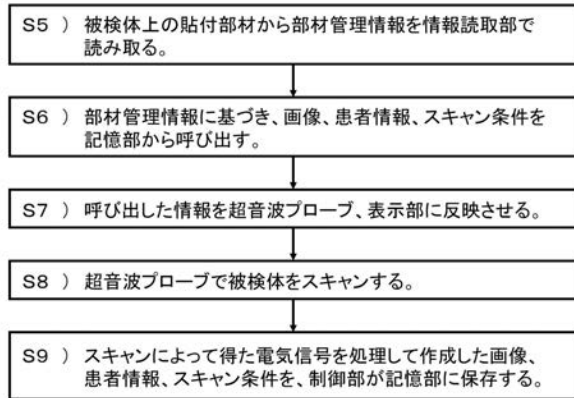 S5 ) 被検体上の貼付部材から部材管理情報を情報読取部で
読み取る。
S6 ) 部材管理情報に基づき、画像、患者情報、スキャン条件を
記憶部から呼び出す。
S7 ) 呼び出した情報を超音波プローブ、表示部に反映させる。
S8 ) 超音波プローブで被検体をスキャンする。
S9 ) スキャンによって得た電気信号を処理して作成した画像、
患者情報、スキャン条件を、制御部が記憶部に保存する。